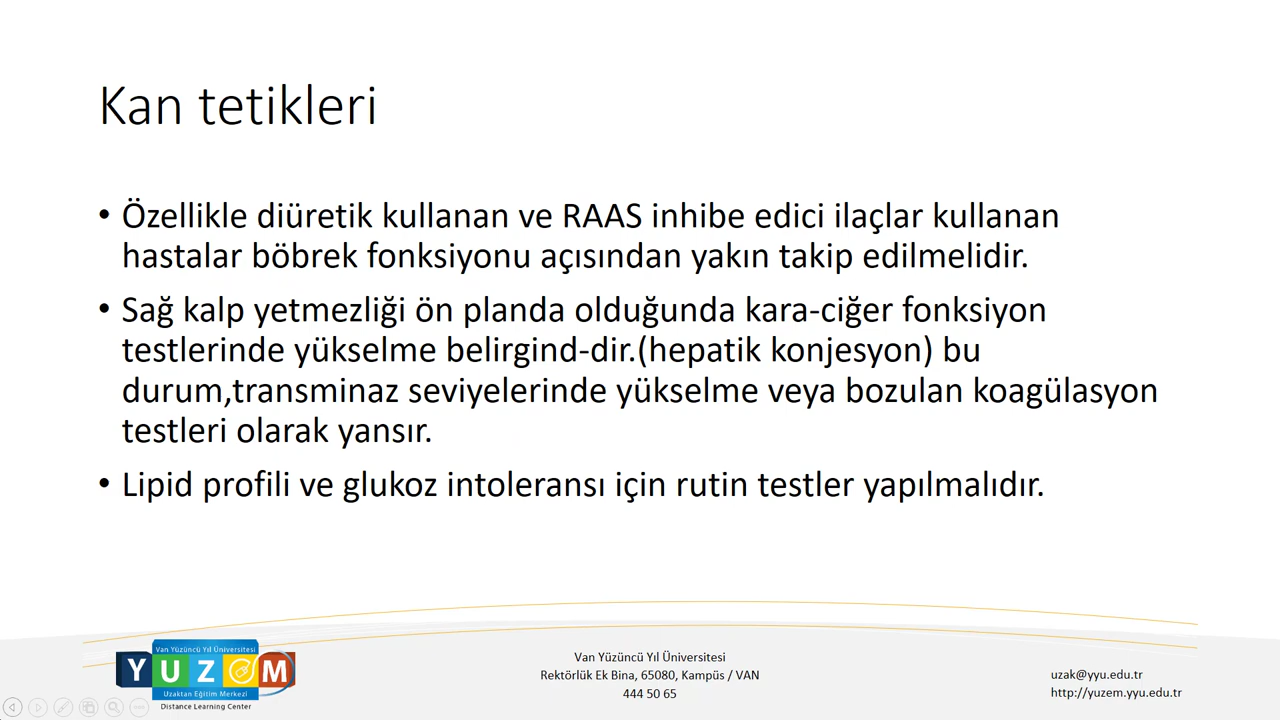 Kan tetikleri
• Özellikle diüretik kullanan ve RAAS inhibe edici ilaçlar kullanan
hastalar böbrek fonksiyonu açısından yakın takip edilmelidir.
• Sağ kalp yetmezliği ön planda olduğunda kara-ciğer fonksiyon
testlerinde yükselme belirgind-dir.(hepatik konjesyon) bu
durum,transminaz seviyelerinde yükselme veya bozulan koagülasyon
testleri olarak yansır.
• Lipid profili ve glukoz intoleransı için rutin testler yapılmalıdır.
Van Yüzüncü Yıl Üniversitesi
YUZEM
Uzaktan Eğitim Merkezi
Distance Learning Center
Van Yüzüncü Yıl Üniversitesi
Rektörlük Ek Bina, 65080, Kampüs / VAN
444 50 65
uzak@yyu.edu.tr
http://yuzem.yyu.edu.tr